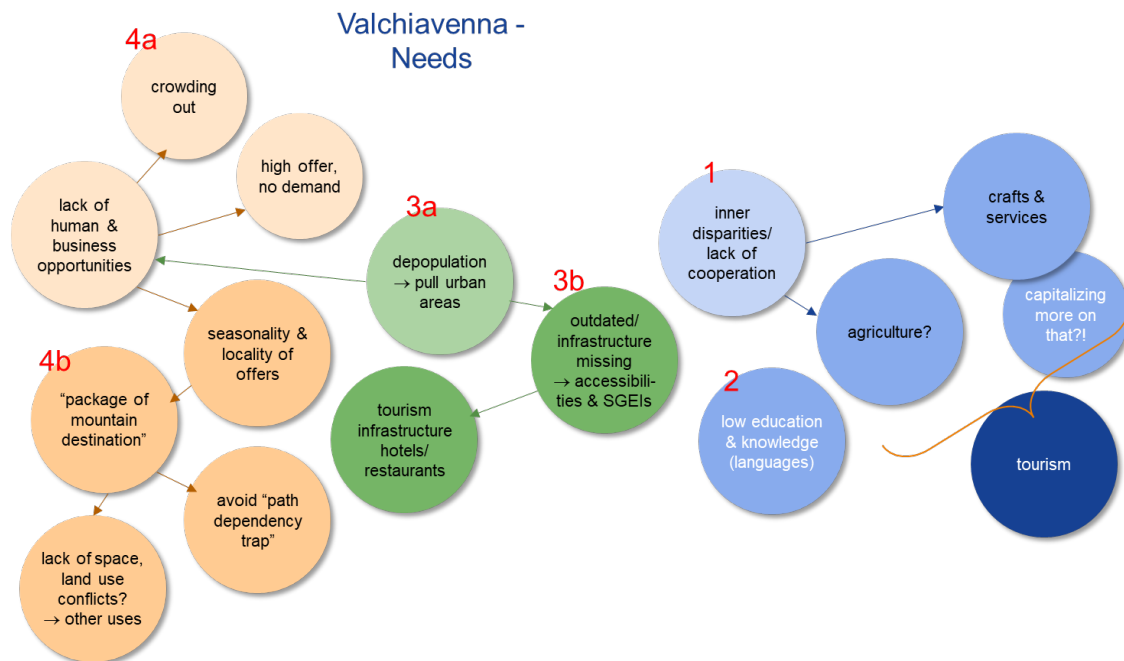 Valchiavenna -
Needs
4a
crowding
out
high offer,
no demand
lack of
human &
business
opportunities
seasonality &
locality of
offers
4b
“package of
mountain
destination”
avoid “path
dependency
trap”
lack of space,
land use
conflicts?
→ other uses
3a
depopulation
→ pull urban
areas
3b
outdated/
infrastructure
missing
→ accessibili-
ties & SGEIs
tourism
infrastructure
hotels/
restaurants
1
inner
disparities/
lack of
cooperation
crafts &
services
capitalizing
more on
that?!
agriculture?
2
low education
& knowledge
(languages)
tourism